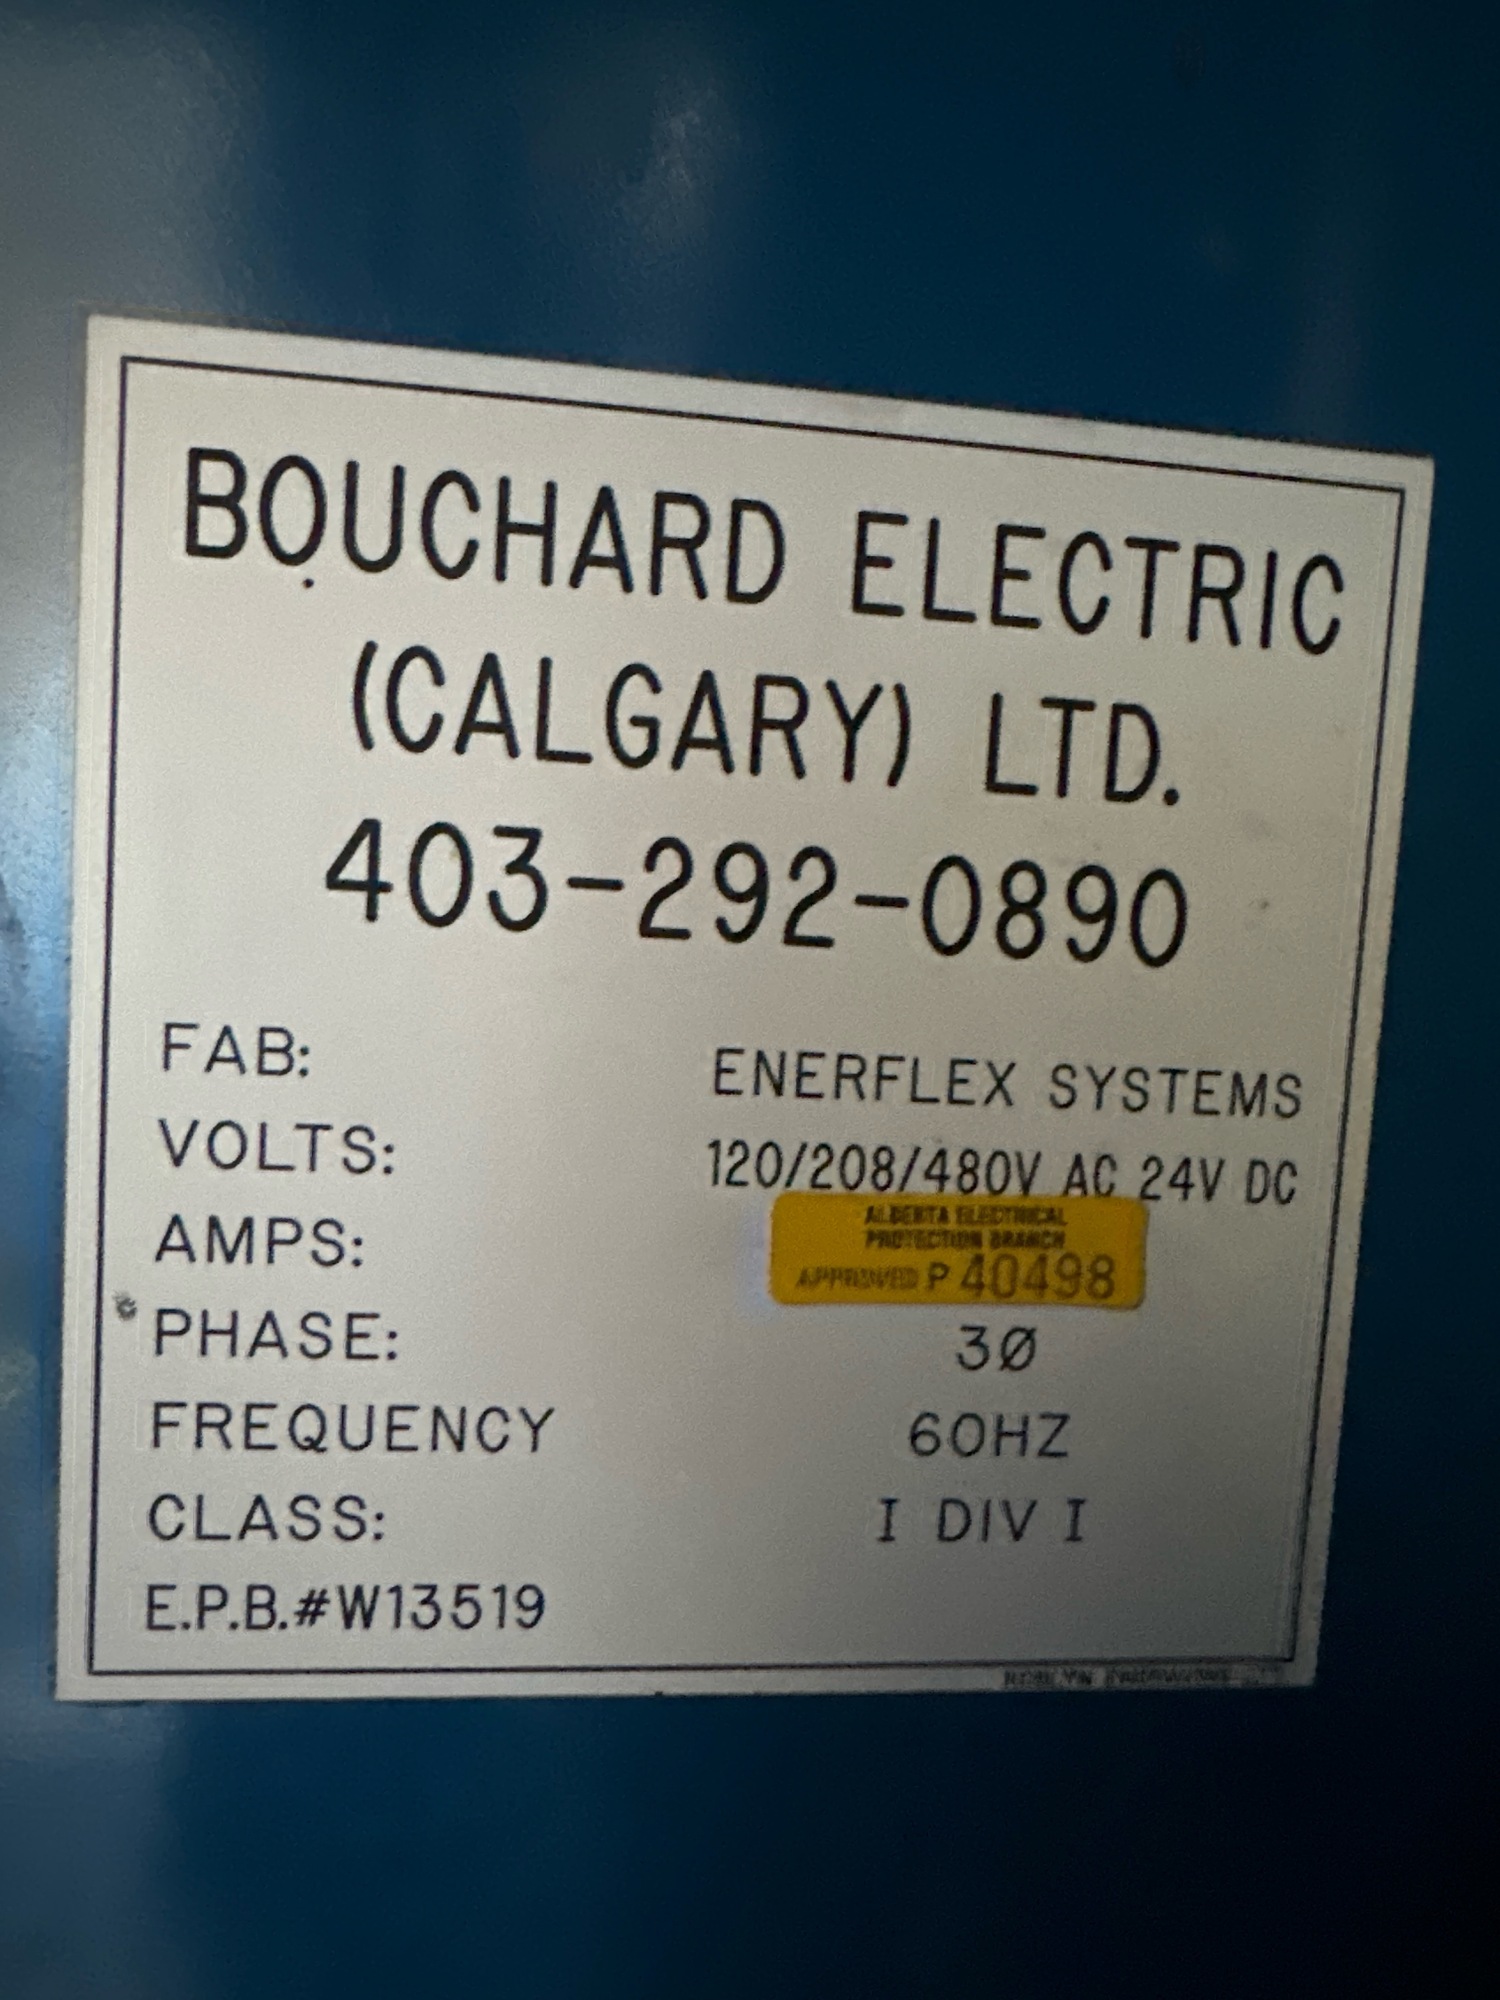 BOUCHARD ELECTRIC
(CALGARY) LTD.
403-292-0890
FAB: ENERFLEX SYSTEMS
VOLTS: 120/208/480V AC 24V DC
AMPS:
ALBERTA ELECTRICAL
PROTECTION BRANCH
APPROVED P 40498
PHASE: 3Ø
FREQUENCY 60HZ
CLASS: I DIV I
E.P.B.#W13519